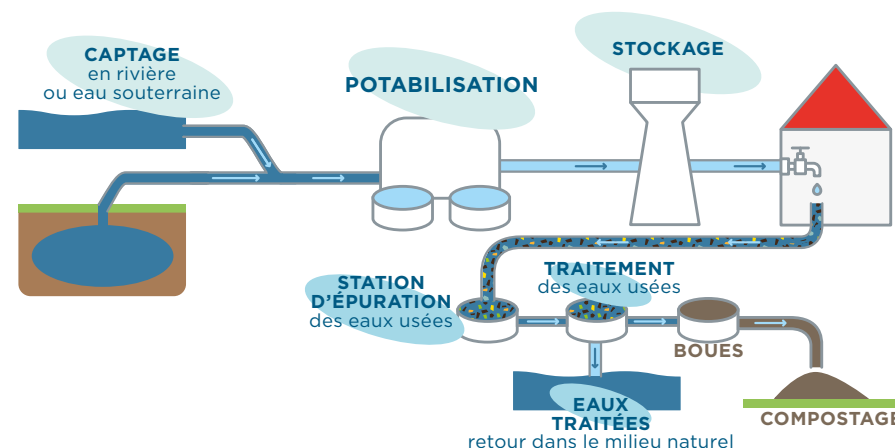 CAPTAGE
en rivière
ou eau souterraine
POTABILISATION
STOCKAGE
STATION
D'ÉPURATION
des eaux usées
TRAITEMENT
des eaux usées
BOUES
EAUX
TRAITÉES
retour dans le milieu naturel
COMPOSTAGE